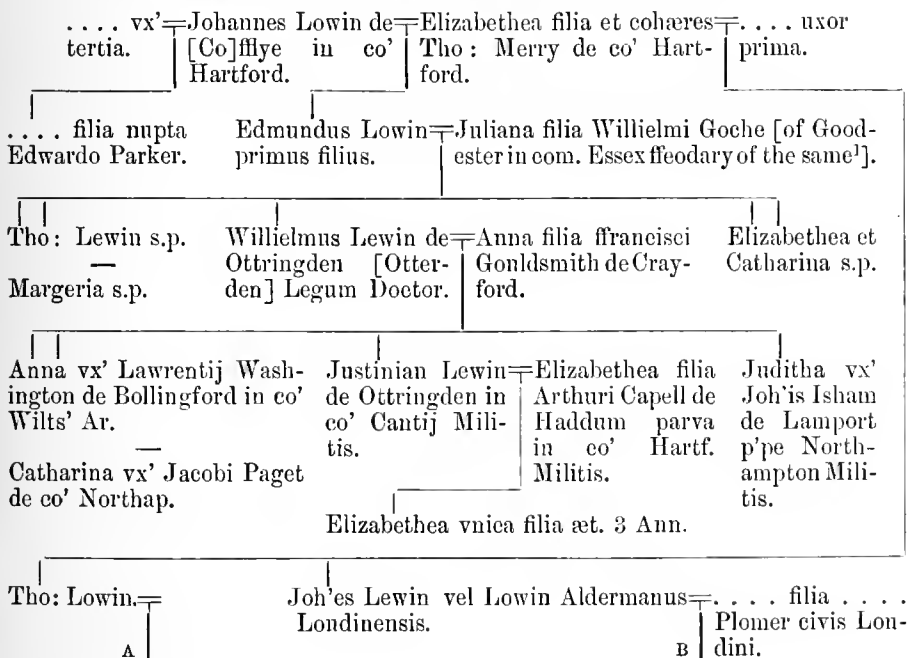 .... vx' Johannes Lowin de Elizabethea filia et cohæres .... uxor
tertia. [Co]fflye in co' Tho: Merry de co' Hart- prima.
Hartford. ford.
.... filia nupta Edmundus Lowin Juliana filia Willielmi Goche [of Good-
Edwardo Parker. primus filius. ester in com. Essex ffeodary of the same¹].
Tho: Lewin s.p. Willielmus Lewin de Anna filia ffrancisci Elizabethea et
— Ottringden [Otter- Gonldsmith de Cray- Catharina s.p.
Margeria s.p. den] Legum Doctor. ford.
Anna vx' Lawrentij Wash- Justinian Lewin Elizabethea filia Juditha vx'
ington de Bollingford in co' de Ottringden in Arthuri Capell de Joh'is Isham
Wilts' Ar. co' Cantij Mili- Haddum parva de Lamport
— tis. in co' Hartf. p'pe North-
Catharina vx' Jacobi Paget Militis. ampton Mili-
de co' Northap. tis.
Elizabethea vnica filia æt. 3 Ann.
Tho: Lowin. Joh'es Lewin vel Lowin Aldermanus .... filia ....
Londinensis. Plomer civis Lon-
A B dini.